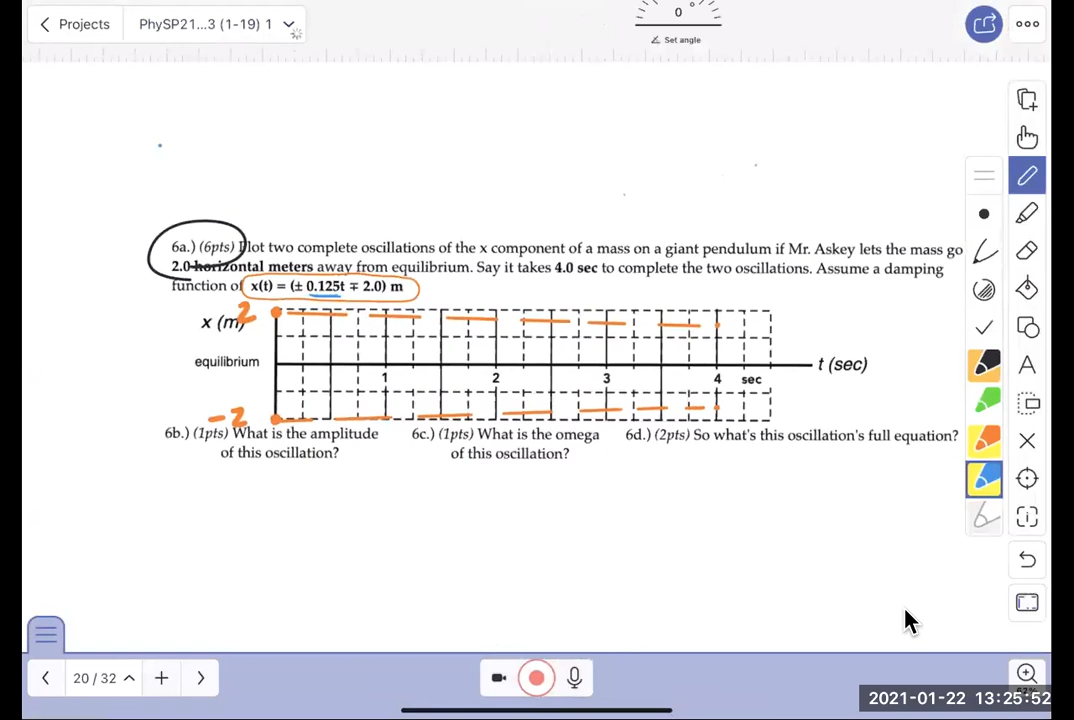 Projects
PhySP21...3 (1-19) 1
0°
Set angle
6a.) (6pts) Plot two complete oscillations of the x component of a mass on a giant pendulum if Mr. Askey lets the mass go
2.0 horizontal meters away from equilibrium. Say it takes 4.0 sec to complete the two oscillations. Assume a damping
function of x(t) = (± 0.125t ∓ 2.0) m
x (m) 2
equilibrium
t (sec)
1 2 3 4 sec
-2
6b.) (1pts) What is the amplitude
of this oscillation?
6c.) (1pts) What is the omega
of this oscillation?
6d.) (2pts) So what's this oscillation's full equation?
20 / 32
2021-01-22 13:25:52